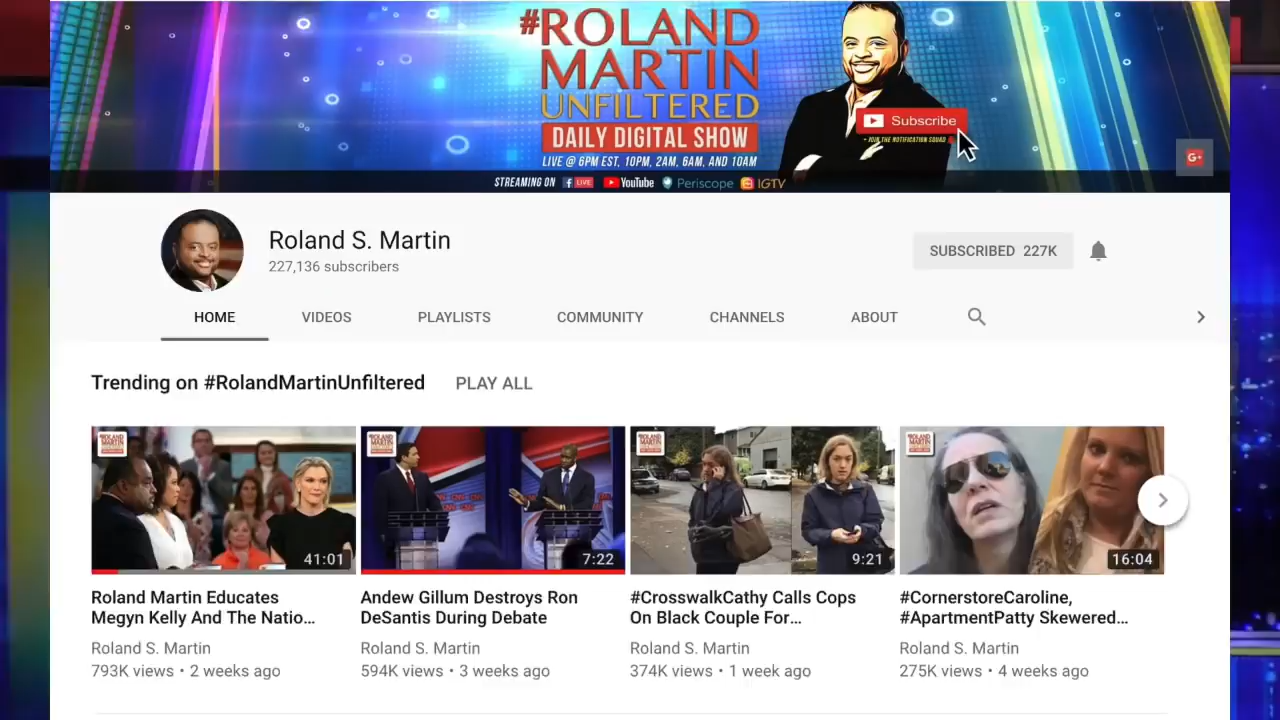 #ROLAND
MARTIN
UNFILTERED
DAILY DIGITAL SHOW
LIVE @ 6PM EST, 10PM, 2AM, 6AM, AND 10AM
Subscribe
+ JOIN THE NOTIFICATION SQUAD
G+
STREAMING ON f LIVE YouTube Periscope IGTV
Roland S. Martin
227,136 subscribers
SUBSCRIBED 227K
HOME VIDEOS PLAYLISTS COMMUNITY CHANNELS ABOUT
Trending on #RolandMartinUnfiltered PLAY ALL
41:01
7:22
9:21
16:04
Roland Martin Educates
Megyn Kelly And The Natio...
Roland S. Martin
793K views • 2 weeks ago
Andew Gillum Destroys Ron
DeSantis During Debate
Roland S. Martin
594K views • 3 weeks ago
#CrosswalkCathy Calls Cops
On Black Couple For...
Roland S. Martin
374K views • 1 week ago
#CornerstoreCaroline,
#ApartmentPatty Skewered...
Roland S. Martin
275K views • 4 weeks ago